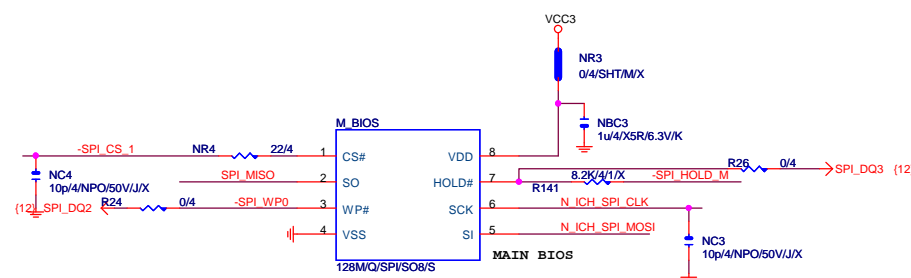 VCC3
NR3
0/4/SHT/M/X
NBC3
1u/4/X5R/6.3V/K
M_BIOS
-SPI_CS_1
NR4
22/4
1
CS#
VDD
8
R26
0/4
SPI_DQ3 {12
NC4
10p/4/NPO/50V/J/X
SPI_MISO
2
SO
HOLD#
7
8.2K/4/1/X
R141
-SPI_HOLD_M
{12} SPI_DQ2
R24
0/4
-SPI_WP0
3
WP#
SCK
6
N_ICH_SPI_CLK
4
VSS
SI
5
N_ICH_SPI_MOSI
NC3
10p/4/NPO/50V/J/X
MAIN BIOS
128M/Q/SPI/SO8/S